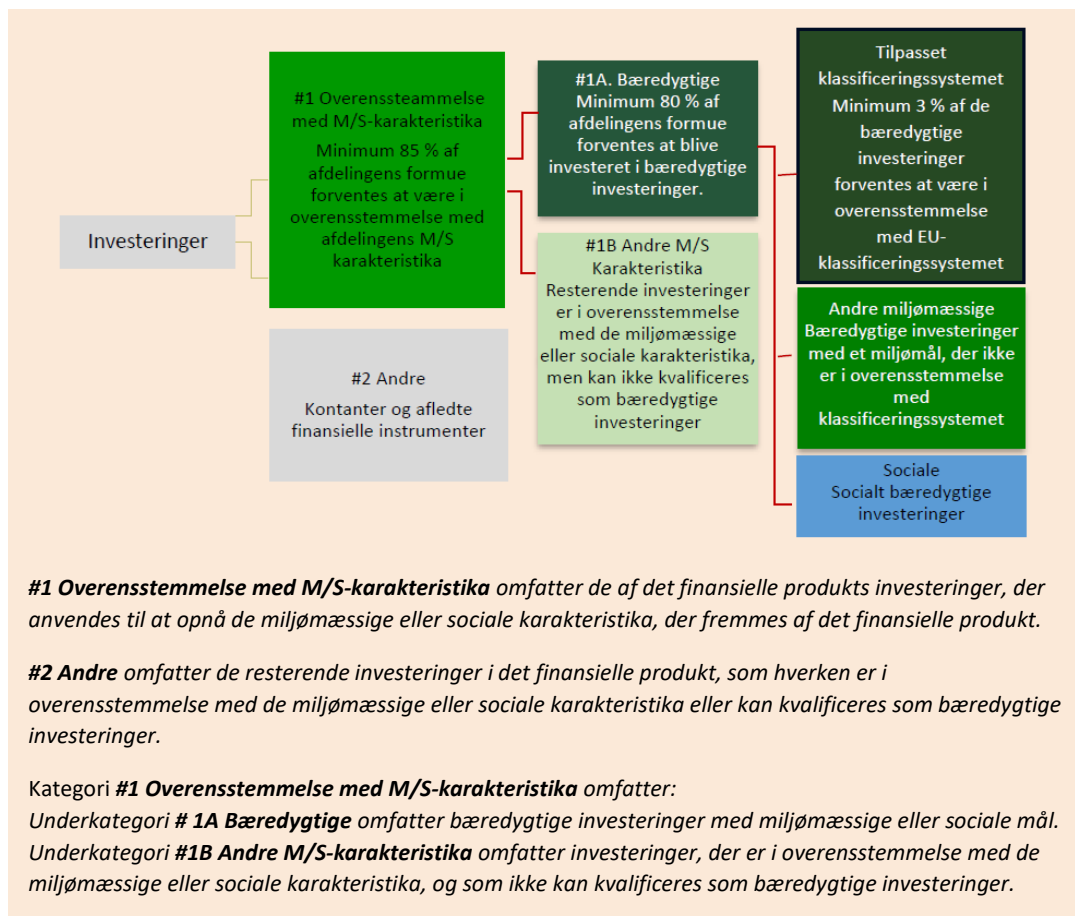 Investeringer
#1 Overenssteammelse
med M/S-karakteristika
Minimum 85 % af
afdelingens formue
forventes at være i
overensstemmelse med
afdelingens M/S
karakteristika
#2 Andre
Kontanter og afledte
finansielle instrumenter
#1A. Bæredygtige
Minimum 80 % af
afdelingens formue
forventes at blive
investeret i bæredygtige
investeringer.
#1B Andre M/S
Karakteristika
Resterende investeringer
er i overensstemmelse
med de miljømæssige
eller sociale karakteristika,
men kan ikke kvalificeres
som bæredygtige
investeringer
Tilpasset
klassificeringssystemet
Minimum 3 % af de
bæredygtige
investeringer
forventes at være i
overensstemmelse
med EU-
klassificeringssystemet
Andre miljømæssige
Bæredygtige investeringer
med et miljømål, der ikke
er i overensstemmelse
med
klassificeringssystemet
Sociale
Socialt bæredygtige
investeringer
#1 Overensstemmelse med M/S-karakteristika omfatter de af det finansielle produkts investeringer, der
anvendes til at opnå de miljømæssige eller sociale karakteristika, der fremmes af det finansielle produkt.
#2 Andre omfatter de resterende investeringer i det finansielle produkt, som hverken er i
overensstemmelse med de miljømæssige eller sociale karakteristika eller kan kvalificeres som bæredygtige
investeringer.
Kategori #1 Overensstemmelse med M/S-karakteristika omfatter:
Underkategori # 1A Bæredygtige omfatter bæredygtige investeringer med miljømæssige eller sociale mål.
Underkategori #1B Andre M/S-karakteristika omfatter investeringer, der er i overensstemmelse med de
miljømæssige eller sociale karakteristika, og som ikke kan kvalificeres som bæredygtige investeringer.